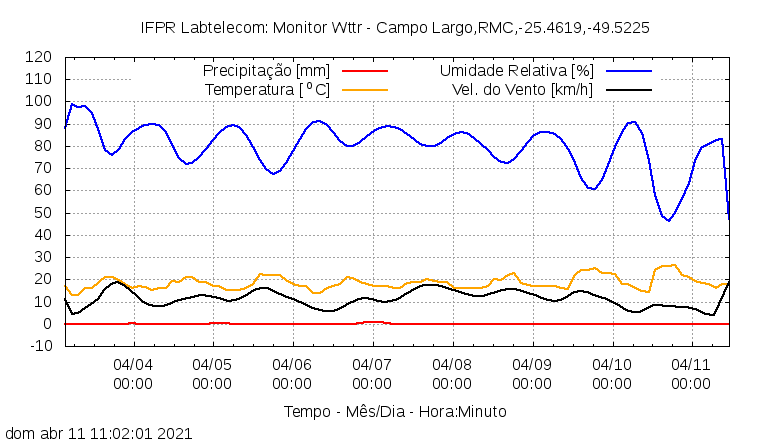 IFPR Labtelecom: Monitor Wttr - Campo Largo,RMC,-25.4619,-49.5225
120
110
100
90
80
70
60
50
40
30
20
10
0
-10
Precipitação [mm]
Temperatura [⁰C]
Umidade Relativa [%]
Vel. do Vento [km/h]
04/04 04/05 04/06 04/07 04/08 04/09 04/10 04/11
00:00 00:00 00:00 00:00 00:00 00:00 00:00 00:00
Tempo - Mês/Dia - Hora:Minuto
dom abr 11 11:02:01 2021